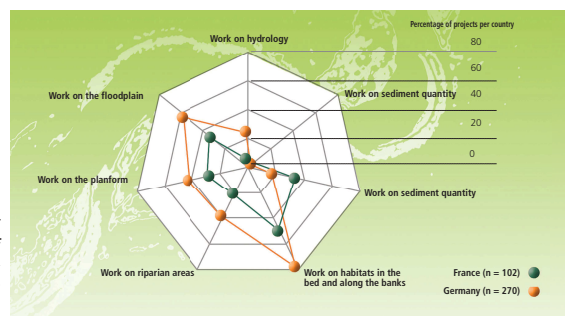 Percentage of projects per country
Work on hydrology
80
60
Work on the floodplain
Work on sediment quantity
40
20
0
Work on the planform
Work on sediment quantity
Work on riparian areas
Work on habitats in the
bed and along the banks
France (n = 102)
Germany (n = 270)